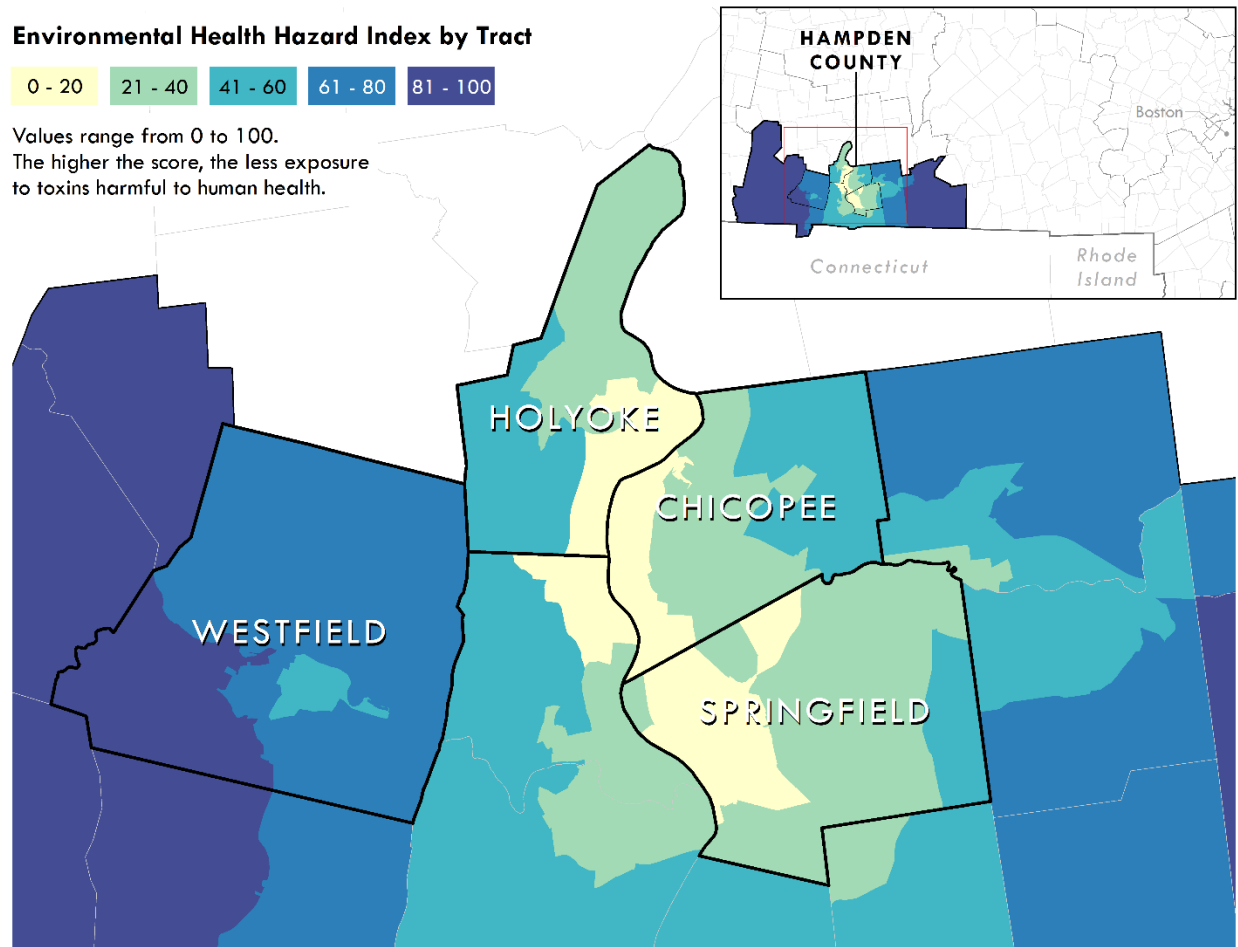 Environmental Health Hazard Index by Tract
0 - 20 21 - 40 41 - 60 61 - 80 81 - 100
Values range from 0 to 100.
The higher the score, the less exposure
to toxins harmful to human health.
HAMPDEN
COUNTY
Boston
Connecticut
Rhode
Island
HOLYOKE
CHICOPEE
WESTFIELD
SPRINGFIELD